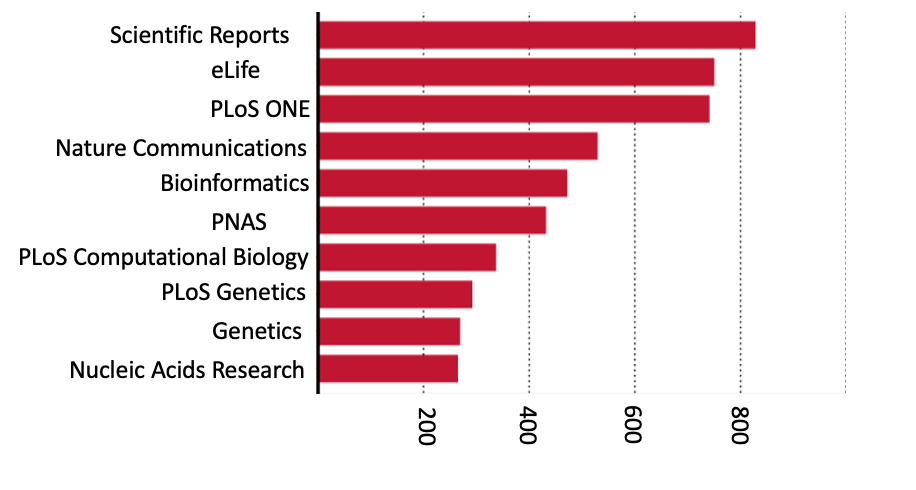 Scientific Reports
eLife
PLoS ONE
Nature Communications
Bioinformatics
PNAS
PLoS Computational Biology
PLoS Genetics
Genetics
Nucleic Acids Research
200
400
600
800